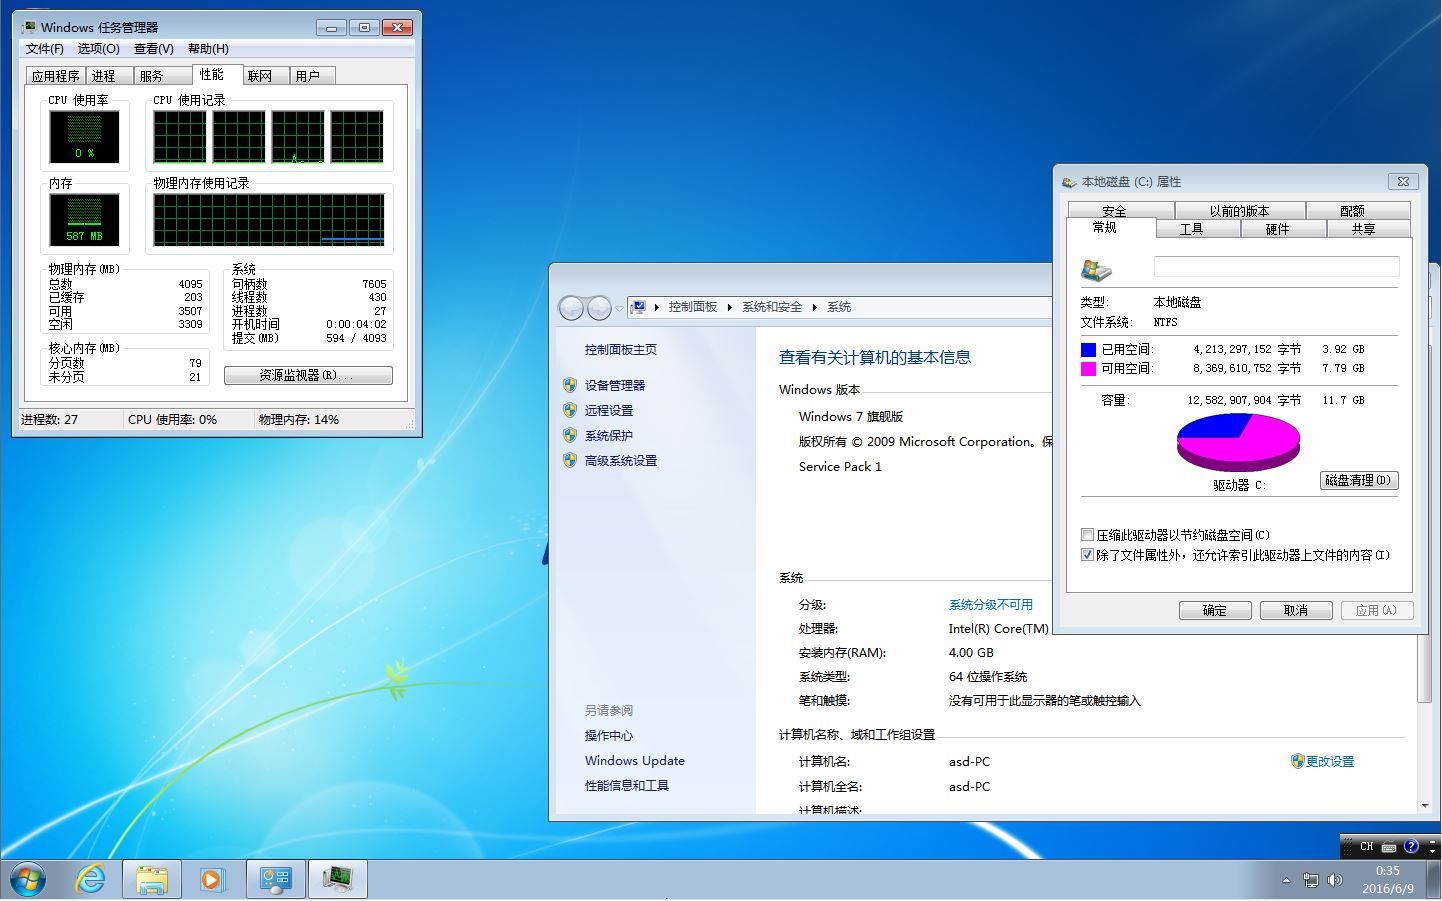 Windows 任务管理器
文件(F) 选项(O) 查看(V) 帮助(H)
应用程序 进程 服务 性能 联网 用户
CPU 使用率 CPU 使用记录
0 %
内存 物理内存使用记录
587 MB
物理内存(MB)
总数 4095
已缓存 203
可用 3507
空闲 3309
系统
句柄数 7605
线程数 430
进程数 27
开机时间 0:00:04:02
提交(MB) 594 / 4093
核心内存(MB)
分页数 79
未分页 21
资源监视器(R)...
进程数: 27 CPU 使用率: 0% 物理内存: 14%
控制面板 系统和安全 系统
控制面板主页
设备管理器
远程设置
系统保护
高级系统设置
另请参阅
操作中心
Windows Update
性能信息和工具
查看有关计算机的基本信息
Windows 版本
Windows 7 旗舰版
版权所有 © 2009 Microsoft Corporation。保
Service Pack 1
系统
分级: 系统分级不可用
处理器: Intel(R) Core(TM)
安装内存(RAM): 4.00 GB
系统类型: 64 位操作系统
笔和触摸: 没有可用于此显示器的笔或触控输入
计算机名称、域和工作组设置
计算机名: asd-PC 更改设置
计算机全名: asd-PC
计算机描述:
本地磁盘 (C:) 属性
安全 以前的版本 配额
常规 工具 硬件 共享
类型: 本地磁盘
文件系统: NTFS
已用空间: 4,213,297,152 字节 3.92 GB
可用空间: 8,369,610,752 字节 7.79 GB
容量: 12,582,907,904 字节 11.7 GB
驱动器 C: 磁盘清理(D)
压缩此驱动器以节约磁盘空间(C)
除了文件属性外，还允许索引此驱动器上文件的内容(I)
确定 取消 应用(A)
CH
0:35
2016/6/9